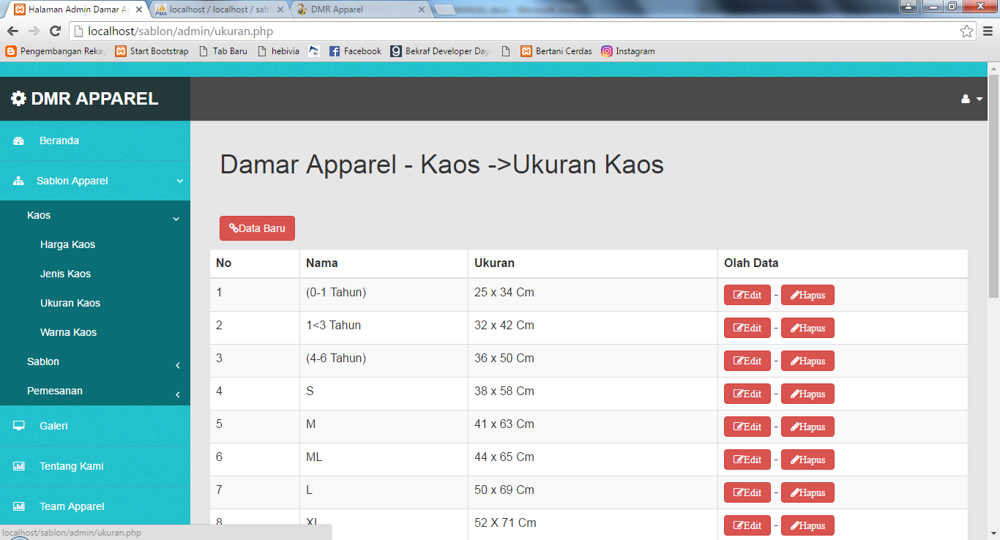 Halaman Admin Damar A
localhost / localhost / sabl
DMR Apparel
localhost/sablon/admin/ukuran.php
Pengembangan Reka
Start Bootstrap
Tab Baru
hebivia
Facebook
Bekraf Developer Day
Bertani Cerdas
Instagram
DMR APPAREL
Beranda
Sablon Apparel
Kaos
Harga Kaos
Jenis Kaos
Ukuran Kaos
Warna Kaos
Sablon
Pemesanan
Galeri
Tentang Kami
Team Apparel
Damar Apparel - Kaos ->Ukuran Kaos
Data Baru
No Nama Ukuran Olah Data
1 (0-1 Tahun) 25 x 34 Cm Edit - Hapus
2 1<3 Tahun 32 x 42 Cm Edit - Hapus
3 (4-6 Tahun) 36 x 50 Cm Edit - Hapus
4 S 38 x 58 Cm Edit - Hapus
5 M 41 x 63 Cm Edit - Hapus
6 ML 44 x 65 Cm Edit - Hapus
7 L 50 x 69 Cm Edit - Hapus
8 XL 52 X 71 Cm Edit - Hapus
localhost/sablon/admin/ukuran.php